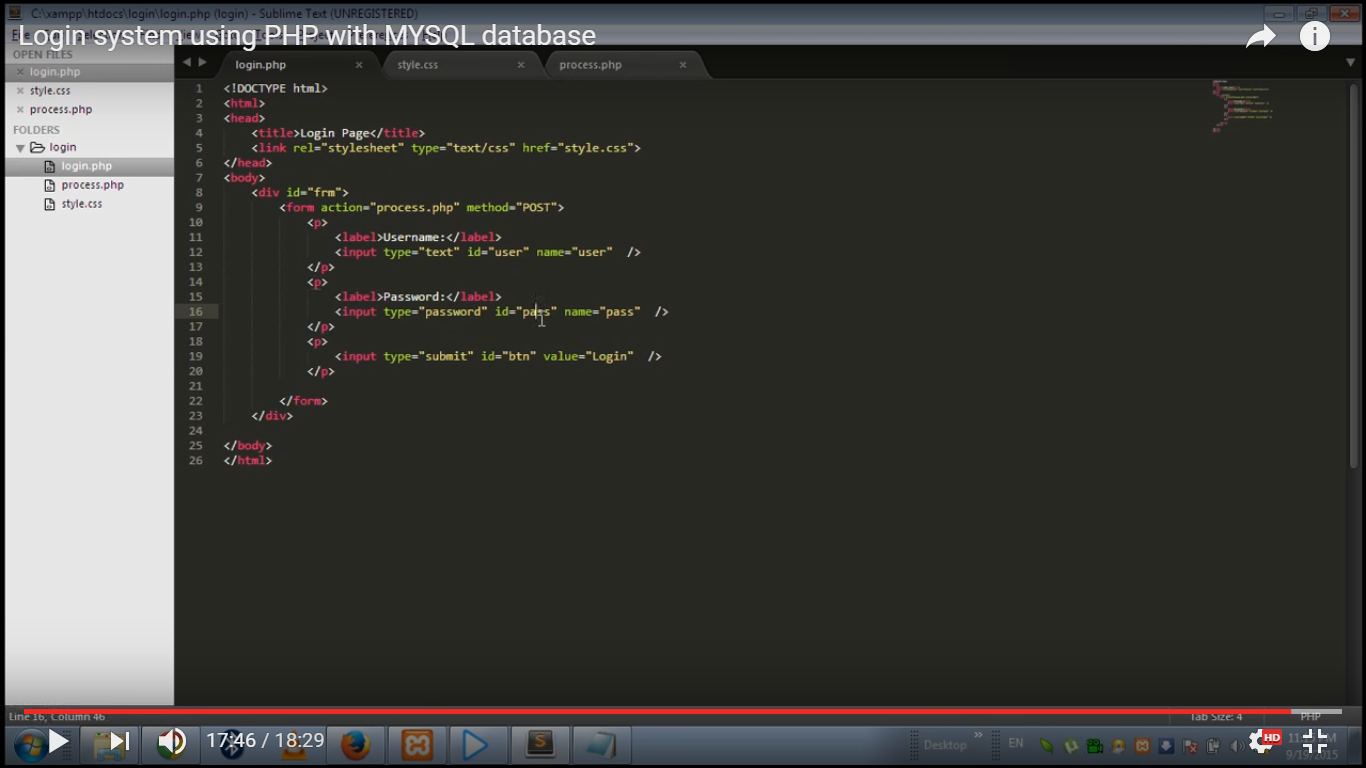 C:\xampp\htdocs\login\login.php (login) - Sublime Text (UNREGISTERED)
Login system using PHP with MYSQL database
OPEN FILES
login.php
style.css
process.php
FOLDERS
login
login.php
process.php
style.css
login.php
style.css
process.php
1 <!DOCTYPE html>
2 <html>
3 <head>
4 <title>Login Page</title>
5 <link rel="stylesheet" type="text/css" href="style.css">
6 </head>
7 <body>
8 <div id="frm">
9 <form action="process.php" method="POST">
10 <p>
11 <label>Username:</label>
12 <input type="text" id="user" name="user" />
13 </p>
14 <p>
15 <label>Password:</label>
16 <input type="password" id="pass" name="pass" />
17 </p>
18 <p>
19 <input type="submit" id="btn" value="Login" />
20 </p>
21
22 </form>
23 </div>
24
25 </body>
26 </html>
Line 16, Column 46
Tab Size: 4
PHP
17:46 / 18:29
Desktop
EN
HD
9/19/2015